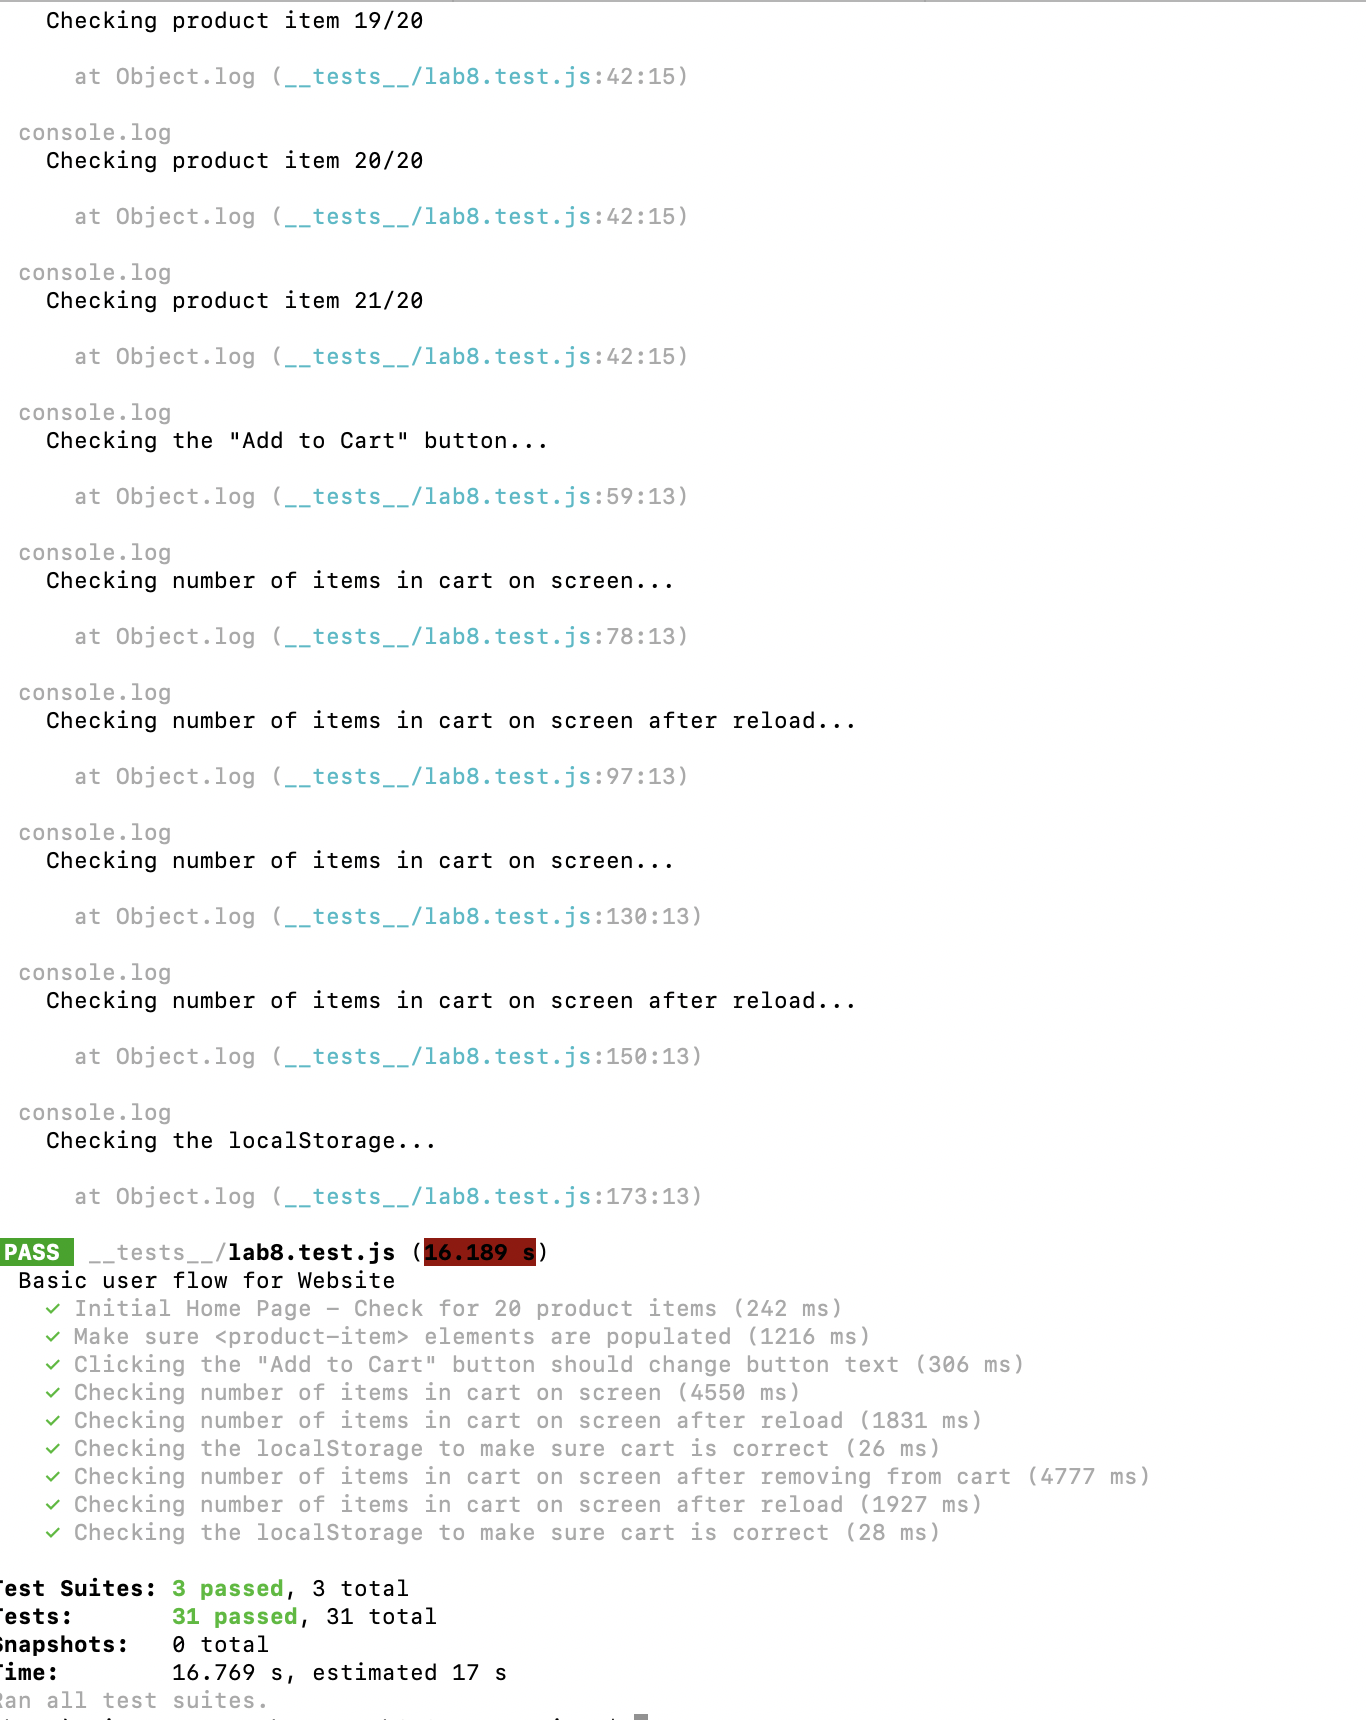 Checking product item 19/20
at Object.log (__tests__/lab8.test.js:42:15)
console.log
Checking product item 20/20
at Object.log (__tests__/lab8.test.js:42:15)
console.log
Checking product item 21/20
at Object.log (__tests__/lab8.test.js:42:15)
console.log
Checking the "Add to Cart" button...
at Object.log (__tests__/lab8.test.js:59:13)
console.log
Checking number of items in cart on screen...
at Object.log (__tests__/lab8.test.js:78:13)
console.log
Checking number of items in cart on screen after reload...
at Object.log (__tests__/lab8.test.js:97:13)
console.log
Checking number of items in cart on screen...
at Object.log (__tests__/lab8.test.js:130:13)
console.log
Checking number of items in cart on screen after reload...
at Object.log (__tests__/lab8.test.js:150:13)
console.log
Checking the localStorage...
at Object.log (__tests__/lab8.test.js:173:13)
PASS __tests__/lab8.test.js (16.189 s)
Basic user flow for Website
✓ Initial Home Page – Check for 20 product items (242 ms)
✓ Make sure <product-item> elements are populated (1216 ms)
✓ Clicking the "Add to Cart" button should change button text (306 ms)
✓ Checking number of items in cart on screen (4550 ms)
✓ Checking number of items in cart on screen after reload (1831 ms)
✓ Checking the localStorage to make sure cart is correct (26 ms)
✓ Checking number of items in cart on screen after removing from cart (4777 ms)
✓ Checking number of items in cart on screen after reload (1927 ms)
✓ Checking the localStorage to make sure cart is correct (28 ms)
Test Suites: 3 passed, 3 total
Tests: 31 passed, 31 total
Snapshots: 0 total
Time: 16.769 s, estimated 17 s
Ran all test suites.